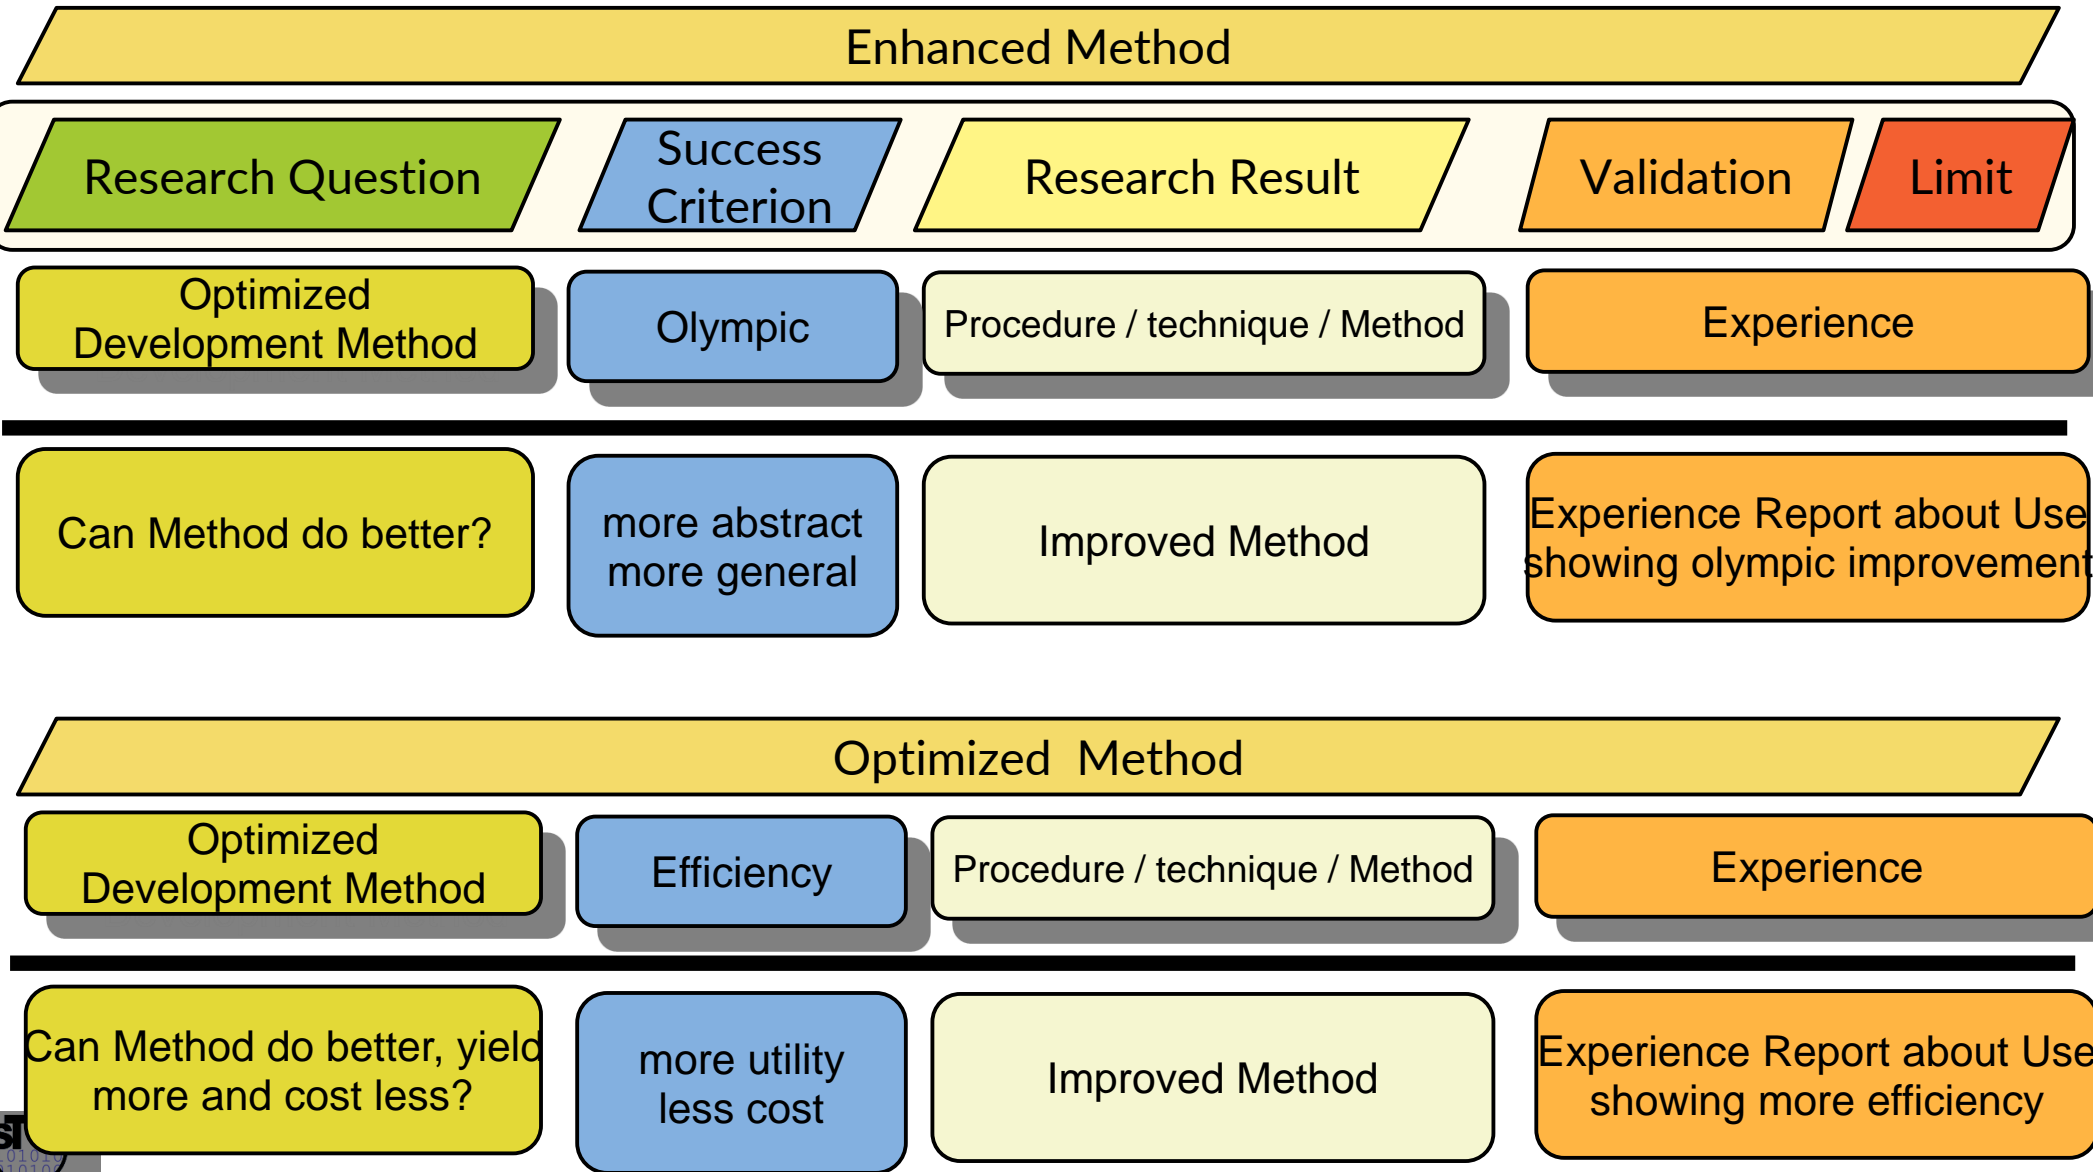 Enhanced Method
Research Question
Success
Criterion
Research Result
Validation
Limit
Optimized
Development Method
Olympic
Procedure / technique / Method
Experience
Can Method do better?
more abstract
more general
Improved Method
Experience Report about Use
showing olympic improvement
Optimized Method
Optimized
Development Method
Efficiency
Procedure / technique / Method
Experience
Can Method do better, yield
more and cost less?
more utility
less cost
Improved Method
Experience Report about Use
showing more efficiency